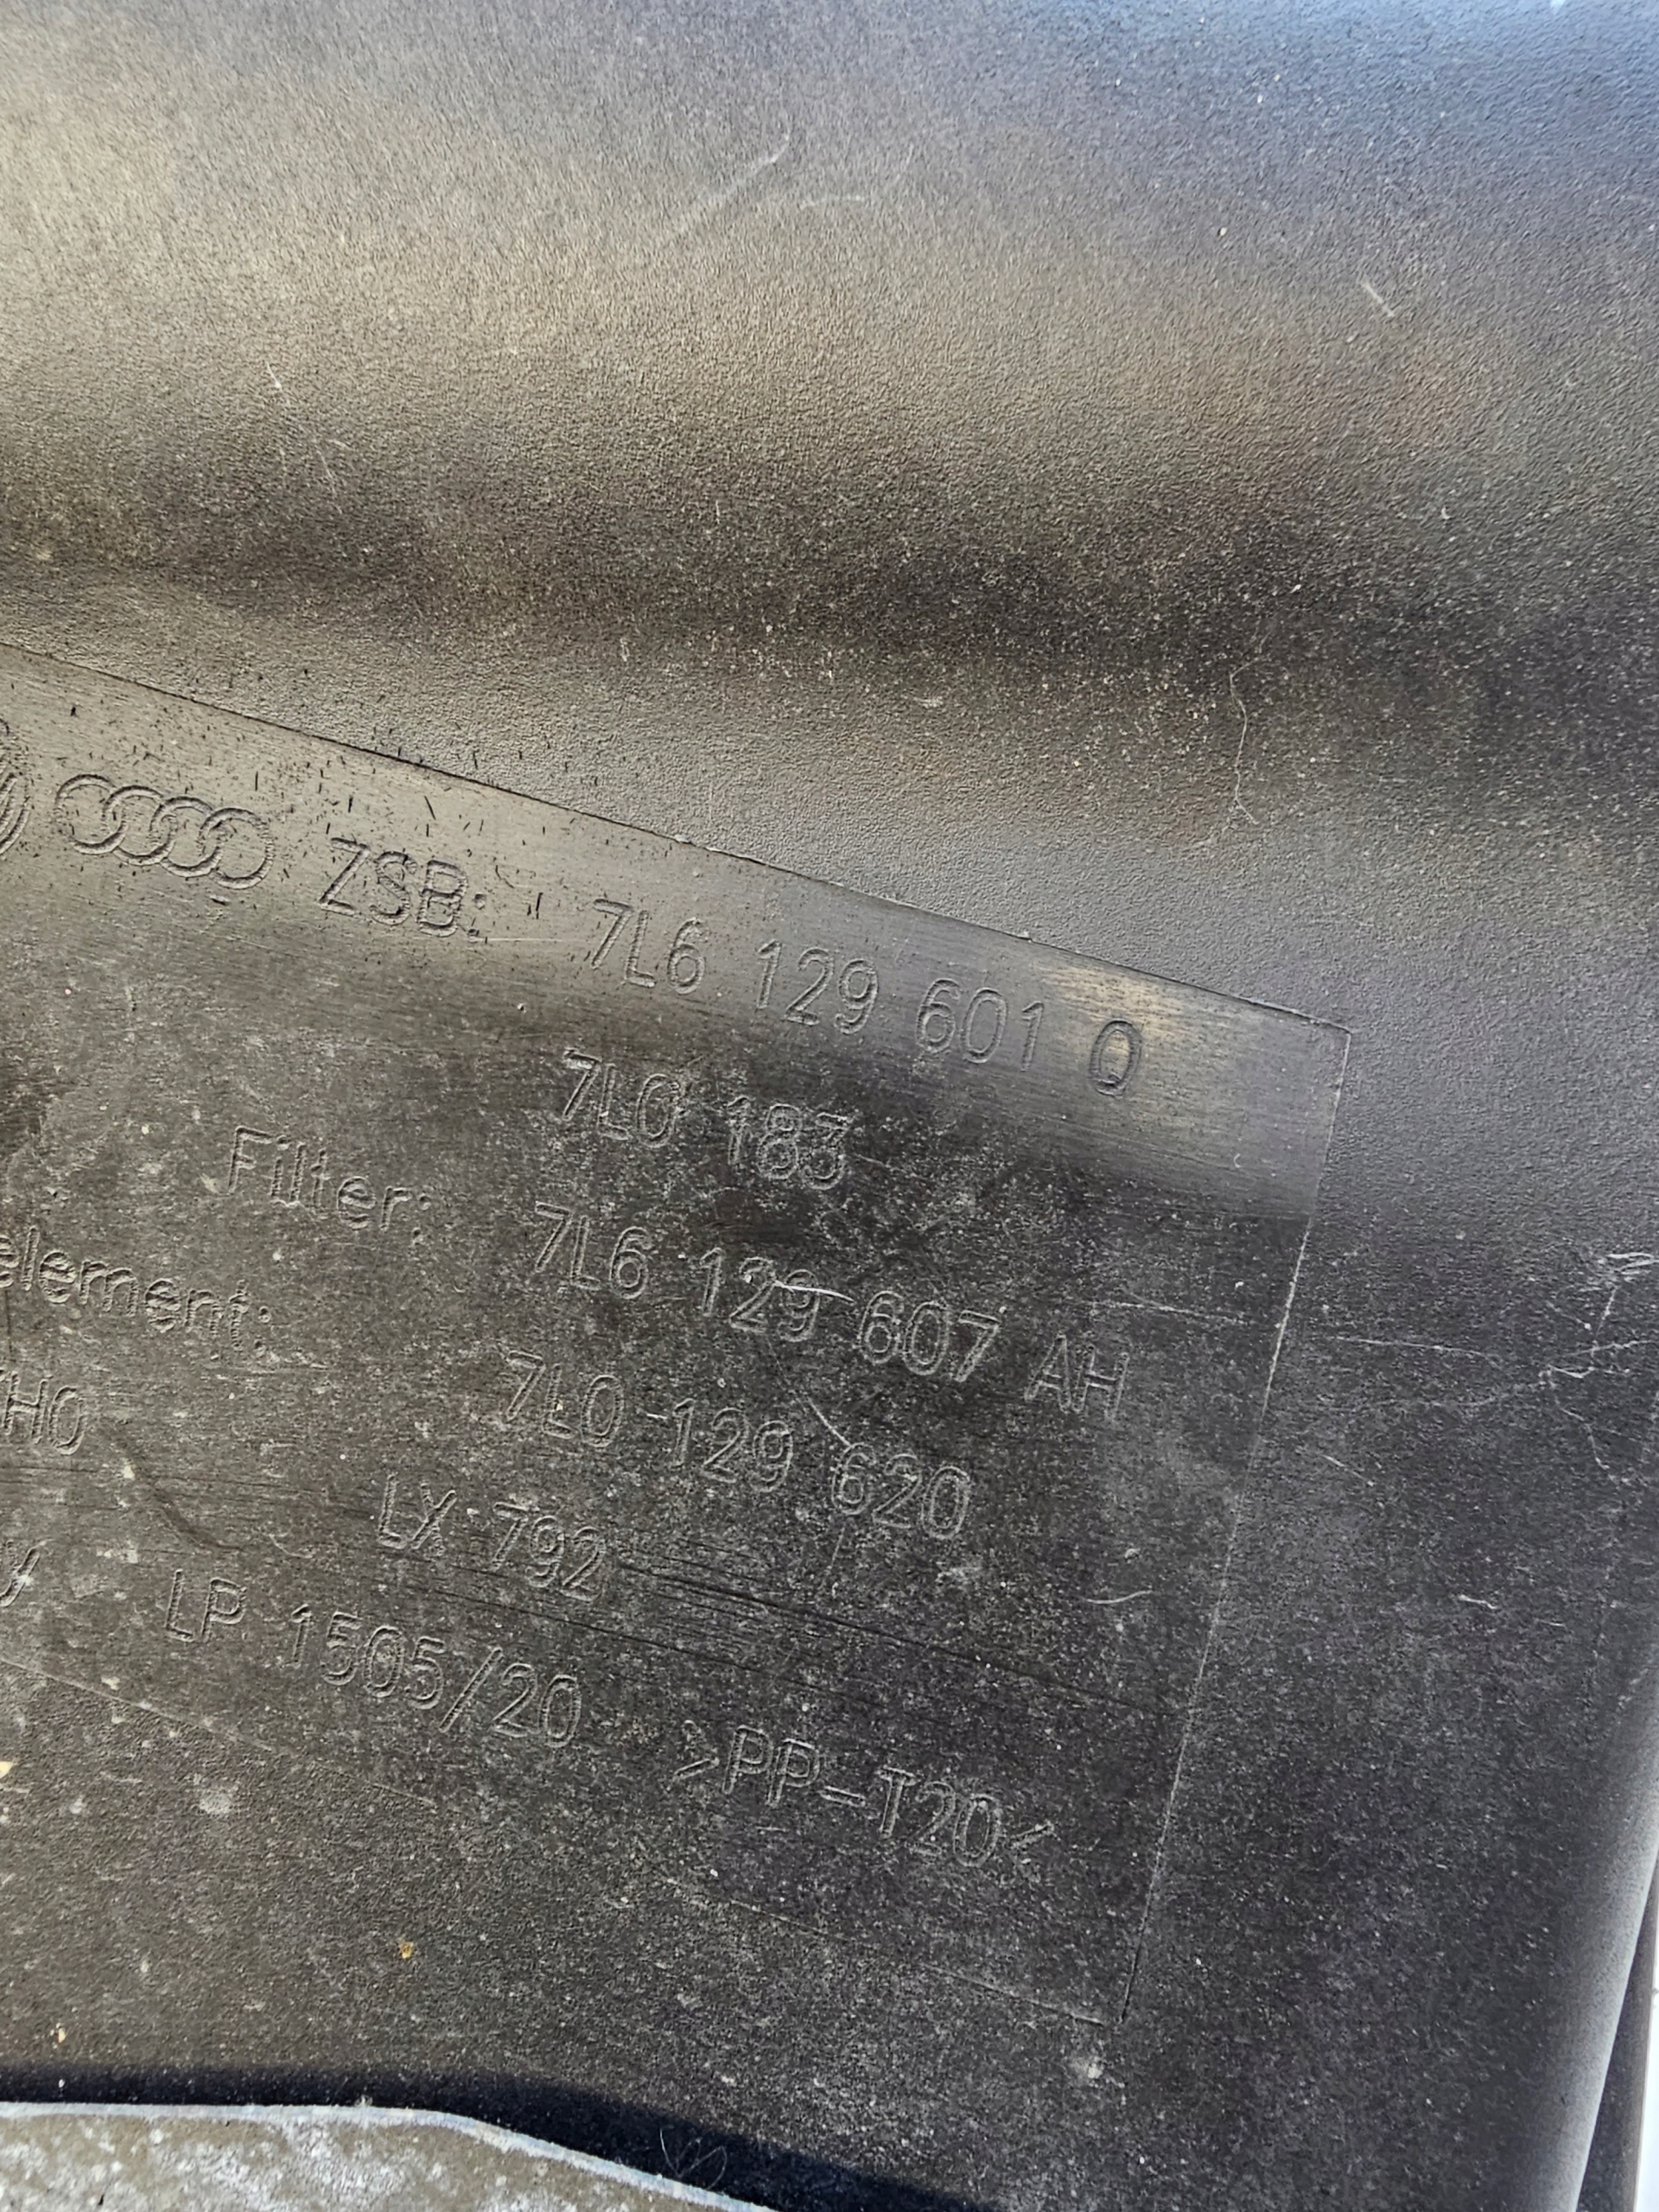 ZSB: 7L6 129 601 Q
7L0 183
Filter: 7L6 129 607 AH
element: 7L0 129 620
LX 792
LP 1505/20 >PP-T20<